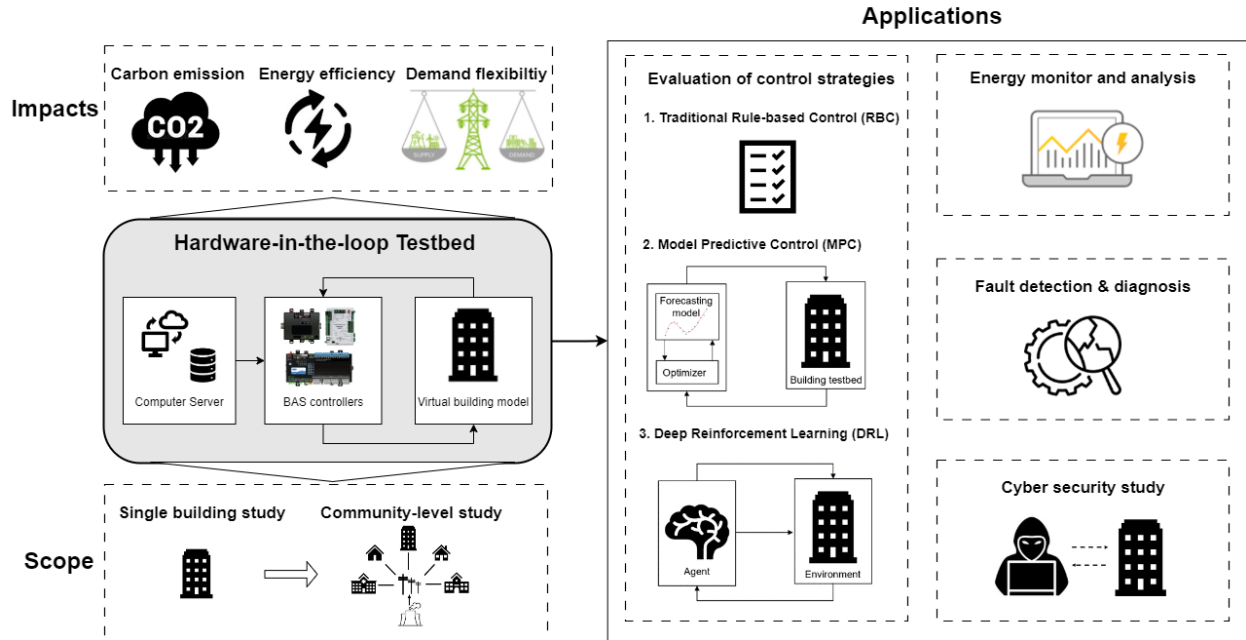 Applications
Impacts
Carbon emission
Energy efficiency
Demand flexibiltiy
CO2
SUPPLY
DEMAND
Hardware-in-the-loop Testbed
Computer Server
BAS controllers
Virtual building model
Scope
Single building study
Community-level study
Evaluation of control strategies
1. Traditional Rule-based Control (RBC)
2. Model Predictive Control (MPC)
Forecasting
model
Optimizer
Building testbed
3. Deep Reinforcement Learning (DRL)
Agent
Environment
Energy monitor and analysis
Fault detection & diagnosis
Cyber security study